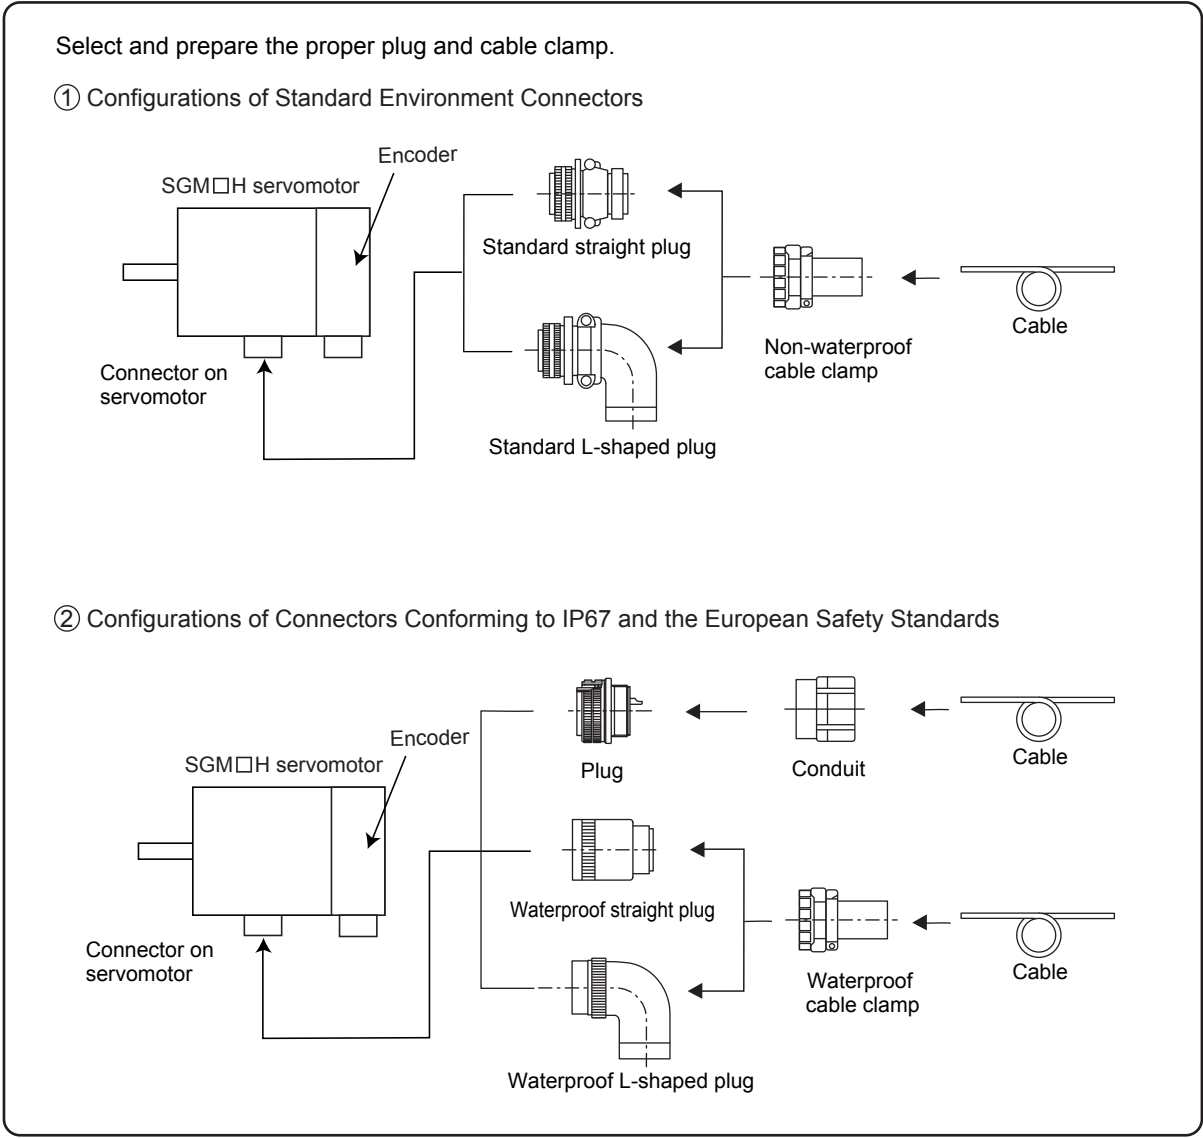 Select and prepare the proper plug and cable clamp.
① Configurations of Standard Environment Connectors
Encoder
SGM□H servomotor
Standard straight plug
Connector on
servomotor
Non-waterproof
cable clamp
Cable
Standard L-shaped plug
② Configurations of Connectors Conforming to IP67 and the European Safety Standards
Encoder
SGM□H servomotor
Plug
Conduit
Cable
Waterproof straight plug
Connector on
servomotor
Waterproof
cable clamp
Cable
Waterproof L-shaped plug